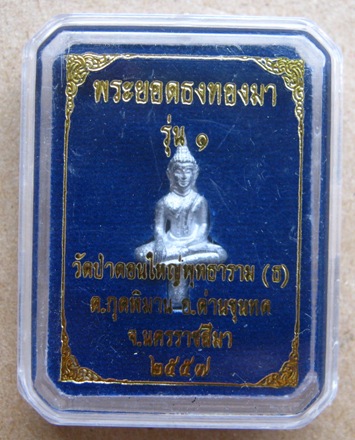 พระยอดธงทองมา
รุ่น ๑
วัดป่าดอนใหญ่พุทธาราม (ธ)
ต.กุดพิมาน อ.ด่านขุนทด
จ.นครราชสีมา
๒๕๕๗